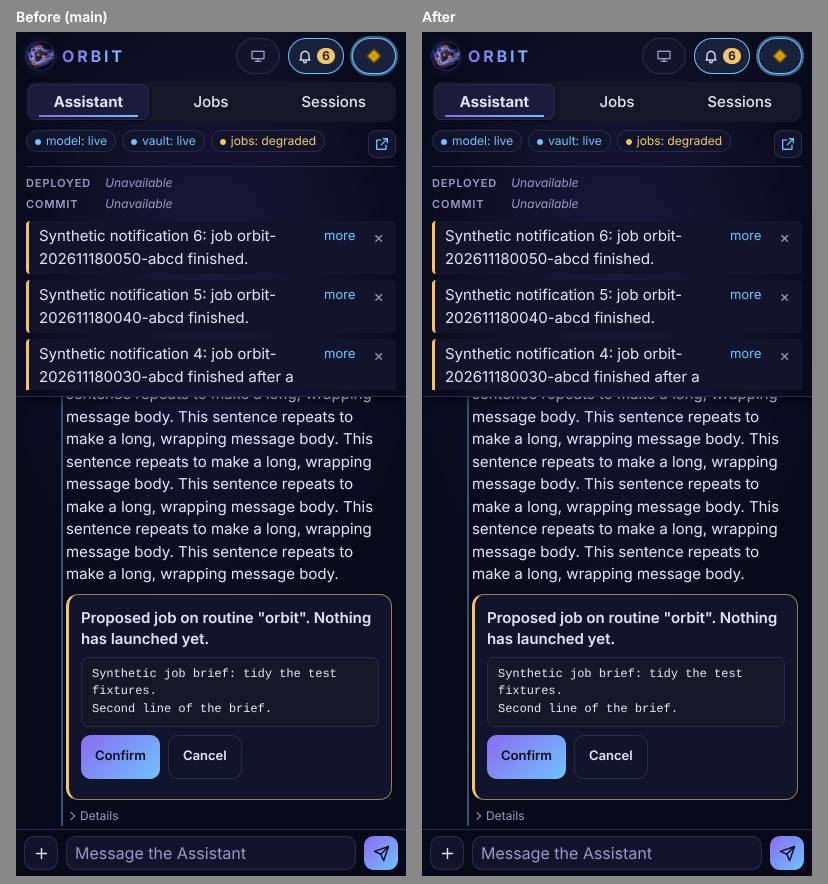 Before (main)
ORBIT
6
Assistant
Jobs
Sessions
model: live
vault: live
jobs: degraded
DEPLOYED Unavailable
COMMIT Unavailable
Synthetic notification 6: job orbit-
202611180050-abcd finished.
more
×
Synthetic notification 5: job orbit-
202611180040-abcd finished.
more
×
Synthetic notification 4: job orbit-
202611180030-abcd finished after a
more
×
sentence repeats to make a long, wrapping
message body. This sentence repeats to
make a long, wrapping message body. This
sentence repeats to make a long, wrapping
message body. This sentence repeats to
make a long, wrapping message body. This
sentence repeats to make a long, wrapping
message body. This sentence repeats to
make a long, wrapping message body.
Proposed job on routine "orbit". Nothing
has launched yet.
Synthetic job brief: tidy the test
fixtures.
Second line of the brief.
Confirm
Cancel
Details
Message the Assistant
After
ORBIT
6
Assistant
Jobs
Sessions
model: live
vault: live
jobs: degraded
DEPLOYED Unavailable
COMMIT Unavailable
Synthetic notification 6: job orbit-
202611180050-abcd finished.
more
×
Synthetic notification 5: job orbit-
202611180040-abcd finished.
more
×
Synthetic notification 4: job orbit-
202611180030-abcd finished after a
more
×
sentence repeats to make a long, wrapping
message body. This sentence repeats to
make a long, wrapping message body. This
sentence repeats to make a long, wrapping
message body. This sentence repeats to
make a long, wrapping message body. This
sentence repeats to make a long, wrapping
message body. This sentence repeats to
make a long, wrapping message body.
Proposed job on routine "orbit". Nothing
has launched yet.
Synthetic job brief: tidy the test
fixtures.
Second line of the brief.
Confirm
Cancel
Details
Message the Assistant